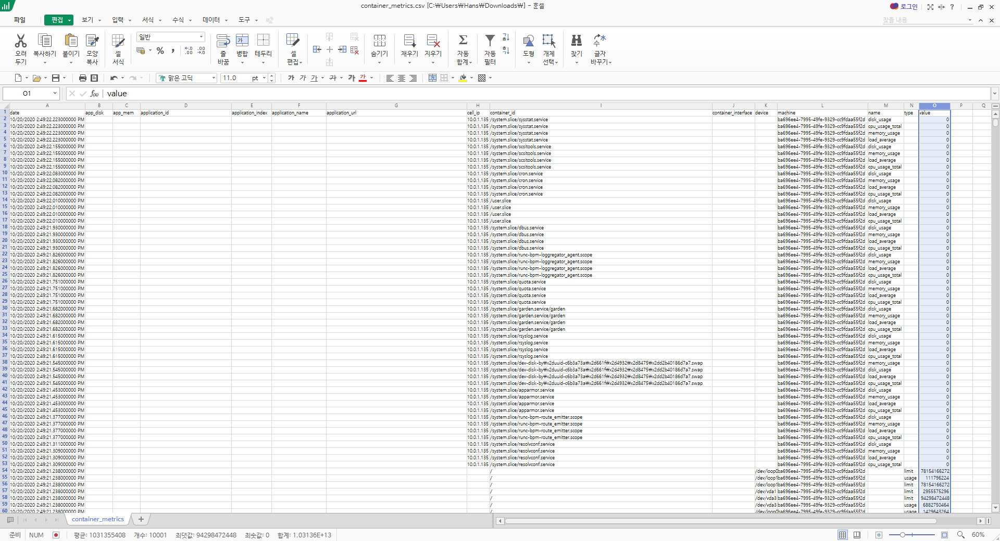 container_metrics.csv [C:₩Users₩Hans₩Downloads₩] - 훈셀
로그인 ?
파일 편집 보기 입력 서식 수식 데이터 도구
찾을 내용
오려 두기 복사하기 붙이기 모양 복사 셀 서식 일반 줄 바꿈 병합 테두리 셀 편집 숨기기 채우기 지우기 자동 합계 자동 필터 도형 개체 선택 찾기 글자 바꾸기
맑은 고딕 11.0 pt 가 가 가 가 가 가
O1 value
A B C D E F G H I J K L M N O P Q
1 date app_disk app_mem application_id application_index application_name application_url cell_ip container_id container_interface device machine name type value
2 10/20/2020 2:49:22.223000000 PM 10.0.1.135 /system.slice/sysstat.service ba696ee4-7995-49fe-9329-cc9fdaa55f2d disk_usage 0
3 10/20/2020 2:49:22.223000000 PM 10.0.1.135 /system.slice/sysstat.service ba696ee4-7995-49fe-9329-cc9fdaa55f2d cpu_usage_total 0
4 10/20/2020 2:49:22.223000000 PM 10.0.1.135 /system.slice/sysstat.service ba696ee4-7995-49fe-9329-cc9fdaa55f2d memory_usage 0
5 10/20/2020 2:49:22.223000000 PM 10.0.1.135 /system.slice/sysstat.service ba696ee4-7995-49fe-9329-cc9fdaa55f2d load_average 0
6 10/20/2020 2:49:22.155000000 PM 10.0.1.135 /system.slice/scsitools.service ba696ee4-7995-49fe-9329-cc9fdaa55f2d disk_usage 0
7 10/20/2020 2:49:22.155000000 PM 10.0.1.135 /system.slice/scsitools.service ba696ee4-7995-49fe-9329-cc9fdaa55f2d memory_usage 0
8 10/20/2020 2:49:22.155000000 PM 10.0.1.135 /system.slice/scsitools.service ba696ee4-7995-49fe-9329-cc9fdaa55f2d load_average 0
9 10/20/2020 2:49:22.155000000 PM 10.0.1.135 /system.slice/scsitools.service ba696ee4-7995-49fe-9329-cc9fdaa55f2d cpu_usage_total 0
10 10/20/2020 2:49:22.083000000 PM 10.0.1.135 /system.slice/cron.service ba696ee4-7995-49fe-9329-cc9fdaa55f2d disk_usage 0
11 10/20/2020 2:49:22.082000000 PM 10.0.1.135 /system.slice/cron.service ba696ee4-7995-49fe-9329-cc9fdaa55f2d memory_usage 0
12 10/20/2020 2:49:22.082000000 PM 10.0.1.135 /system.slice/cron.service ba696ee4-7995-49fe-9329-cc9fdaa55f2d load_average 0
13 10/20/2020 2:49:22.082000000 PM 10.0.1.135 /system.slice/cron.service ba696ee4-7995-49fe-9329-cc9fdaa55f2d cpu_usage_total 0
14 10/20/2020 2:49:22.010000000 PM 10.0.1.135 /user.slice ba696ee4-7995-49fe-9329-cc9fdaa55f2d disk_usage 0
15 10/20/2020 2:49:22.010000000 PM 10.0.1.135 /user.slice ba696ee4-7995-49fe-9329-cc9fdaa55f2d memory_usage 0
16 10/20/2020 2:49:22.010000000 PM 10.0.1.135 /user.slice ba696ee4-7995-49fe-9329-cc9fdaa55f2d load_average 0
17 10/20/2020 2:49:22.010000000 PM 10.0.1.135 /user.slice ba696ee4-7995-49fe-9329-cc9fdaa55f2d cpu_usage_total 0
18 10/20/2020 2:49:21.930000000 PM 10.0.1.135 /system.slice/dbus.service ba696ee4-7995-49fe-9329-cc9fdaa55f2d disk_usage 0
19 10/20/2020 2:49:21.930000000 PM 10.0.1.135 /system.slice/dbus.service ba696ee4-7995-49fe-9329-cc9fdaa55f2d memory_usage 0
20 10/20/2020 2:49:21.930000000 PM 10.0.1.135 /system.slice/dbus.service ba696ee4-7995-49fe-9329-cc9fdaa55f2d load_average 0
21 10/20/2020 2:49:21.930000000 PM 10.0.1.135 /system.slice/dbus.service ba696ee4-7995-49fe-9329-cc9fdaa55f2d cpu_usage_total 0
22 10/20/2020 2:49:21.826000000 PM 10.0.1.135 /system.slice/runc-bpm-loggregator_agent.scope ba696ee4-7995-49fe-9329-cc9fdaa55f2d disk_usage 0
23 10/20/2020 2:49:21.826000000 PM 10.0.1.135 /system.slice/runc-bpm-loggregator_agent.scope ba696ee4-7995-49fe-9329-cc9fdaa55f2d memory_usage 0
24 10/20/2020 2:49:21.826000000 PM 10.0.1.135 /system.slice/runc-bpm-loggregator_agent.scope ba696ee4-7995-49fe-9329-cc9fdaa55f2d load_average 0
25 10/20/2020 2:49:21.826000000 PM 10.0.1.135 /system.slice/runc-bpm-loggregator_agent.scope ba696ee4-7995-49fe-9329-cc9fdaa55f2d cpu_usage_total 0
26 10/20/2020 2:49:21.751000000 PM 10.0.1.135 /system.slice/quota.service ba696ee4-7995-49fe-9329-cc9fdaa55f2d disk_usage 0
27 10/20/2020 2:49:21.751000000 PM 10.0.1.135 /system.slice/quota.service ba696ee4-7995-49fe-9329-cc9fdaa55f2d memory_usage 0
28 10/20/2020 2:49:21.751000000 PM 10.0.1.135 /system.slice/quota.service ba696ee4-7995-49fe-9329-cc9fdaa55f2d load_average 0
29 10/20/2020 2:49:21.751000000 PM 10.0.1.135 /system.slice/quota.service ba696ee4-7995-49fe-9329-cc9fdaa55f2d cpu_usage_total 0
30 10/20/2020 2:49:21.682000000 PM 10.0.1.135 /system.slice/garden.service/garden ba696ee4-7995-49fe-9329-cc9fdaa55f2d disk_usage 0
31 10/20/2020 2:49:21.682000000 PM 10.0.1.135 /system.slice/garden.service/garden ba696ee4-7995-49fe-9329-cc9fdaa55f2d memory_usage 0
32 10/20/2020 2:49:21.682000000 PM 10.0.1.135 /system.slice/garden.service/garden ba696ee4-7995-49fe-9329-cc9fdaa55f2d load_average 0
33 10/20/2020 2:49:21.682000000 PM 10.0.1.135 /system.slice/garden.service/garden ba696ee4-7995-49fe-9329-cc9fdaa55f2d cpu_usage_total 0
34 10/20/2020 2:49:21.615000000 PM 10.0.1.135 /system.slice/rsyslog.service ba696ee4-7995-49fe-9329-cc9fdaa55f2d disk_usage 0
35 10/20/2020 2:49:21.615000000 PM 10.0.1.135 /system.slice/rsyslog.service ba696ee4-7995-49fe-9329-cc9fdaa55f2d memory_usage 0
36 10/20/2020 2:49:21.615000000 PM 10.0.1.135 /system.slice/rsyslog.service ba696ee4-7995-49fe-9329-cc9fdaa55f2d load_average 0
37 10/20/2020 2:49:21.615000000 PM 10.0.1.135 /system.slice/rsyslog.service ba696ee4-7995-49fe-9329-cc9fdaa55f2d cpu_usage_total 0
38 10/20/2020 2:49:21.545000000 PM 10.0.1.135 /system.slice/dev-disk-by₩x2duuid-c6b3a73a₩x2d661f₩x2d4932₩x2d8475₩x2dd2b40186d7a7.swap ba696ee4-7995-49fe-9329-cc9fdaa55f2d memory_usage 0
39 10/20/2020 2:49:21.545000000 PM 10.0.1.135 /system.slice/dev-disk-by₩x2duuid-c6b3a73a₩x2d661f₩x2d4932₩x2d8475₩x2dd2b40186d7a7.swap ba696ee4-7995-49fe-9329-cc9fdaa55f2d disk_usage 0
40 10/20/2020 2:49:21.545000000 PM 10.0.1.135 /system.slice/dev-disk-by₩x2duuid-c6b3a73a₩x2d661f₩x2d4932₩x2d8475₩x2dd2b40186d7a7.swap ba696ee4-7995-49fe-9329-cc9fdaa55f2d load_average 0
41 10/20/2020 2:49:21.545000000 PM 10.0.1.135 /system.slice/dev-disk-by₩x2duuid-c6b3a73a₩x2d661f₩x2d4932₩x2d8475₩x2dd2b40186d7a7.swap ba696ee4-7995-49fe-9329-cc9fdaa55f2d cpu_usage_total 0
42 10/20/2020 2:49:21.453000000 PM 10.0.1.135 /system.slice/apparmor.service ba696ee4-7995-49fe-9329-cc9fdaa55f2d disk_usage 0
43 10/20/2020 2:49:21.453000000 PM 10.0.1.135 /system.slice/apparmor.service ba696ee4-7995-49fe-9329-cc9fdaa55f2d memory_usage 0
44 10/20/2020 2:49:21.453000000 PM 10.0.1.135 /system.slice/apparmor.service ba696ee4-7995-49fe-9329-cc9fdaa55f2d load_average 0
45 10/20/2020 2:49:21.453000000 PM 10.0.1.135 /system.slice/apparmor.service ba696ee4-7995-49fe-9329-cc9fdaa55f2d cpu_usage_total 0
46 10/20/2020 2:49:21.377000000 PM 10.0.1.135 /system.slice/runc-bpm-route_emitter.scope ba696ee4-7995-49fe-9329-cc9fdaa55f2d disk_usage 0
47 10/20/2020 2:49:21.377000000 PM 10.0.1.135 /system.slice/runc-bpm-route_emitter.scope ba696ee4-7995-49fe-9329-cc9fdaa55f2d memory_usage 0
48 10/20/2020 2:49:21.377000000 PM 10.0.1.135 /system.slice/runc-bpm-route_emitter.scope ba696ee4-7995-49fe-9329-cc9fdaa55f2d load_average 0
49 10/20/2020 2:49:21.377000000 PM 10.0.1.135 /system.slice/runc-bpm-route_emitter.scope ba696ee4-7995-49fe-9329-cc9fdaa55f2d cpu_usage_total 0
50 10/20/2020 2:49:21.311000000 PM 10.0.1.135 /system.slice/resolvconf.service ba696ee4-7995-49fe-9329-cc9fdaa55f2d disk_usage 0
51 10/20/2020 2:49:21.309000000 PM 10.0.1.135 /system.slice/resolvconf.service ba696ee4-7995-49fe-9329-cc9fdaa55f2d memory_usage 0
52 10/20/2020 2:49:21.309000000 PM 10.0.1.135 /system.slice/resolvconf.service ba696ee4-7995-49fe-9329-cc9fdaa55f2d load_average 0
53 10/20/2020 2:49:21.309000000 PM 10.0.1.135 /system.slice/resolvconf.service ba696ee4-7995-49fe-9329-cc9fdaa55f2d cpu_usage_total 0
54 10/20/2020 2:49:21.238000000 PM / /dev/loop0 ba696ee4-7995-49fe-9329-cc9fdaa55f2d limit 78154166272
55 10/20/2020 2:49:21.238000000 PM / /dev/loop1 ba696ee4-7995-49fe-9329-cc9fdaa55f2d usage 111796224
56 10/20/2020 2:49:21.238000000 PM / /dev/loop1 ba696ee4-7995-49fe-9329-cc9fdaa55f2d limit 78154166272
57 10/20/2020 2:49:21.238000000 PM / /dev/vda1 ba696ee4-7995-49fe-9329-cc9fdaa55f2d limit 2955575296
58 10/20/2020 2:49:21.238000000 PM / /dev/vda3 ba696ee4-7995-49fe-9329-cc9fdaa55f2d limit 94298472448
59 10/20/2020 2:49:21.238000000 PM / /dev/vda3 ba696ee4-7995-49fe-9329-cc9fdaa55f2d usage 6882750464
60 10/20/2020 2:49:21.238000000 PM / /dev/vda1 ba696ee4-7995-49fe-9329-cc9fdaa55f2d usage 1429643264
container_metrics
준비 NUM 평균: 1031355408 개수: 10001 최댓값: 94298472448 최솟값: 0 합계: 1.03136E+13 60%